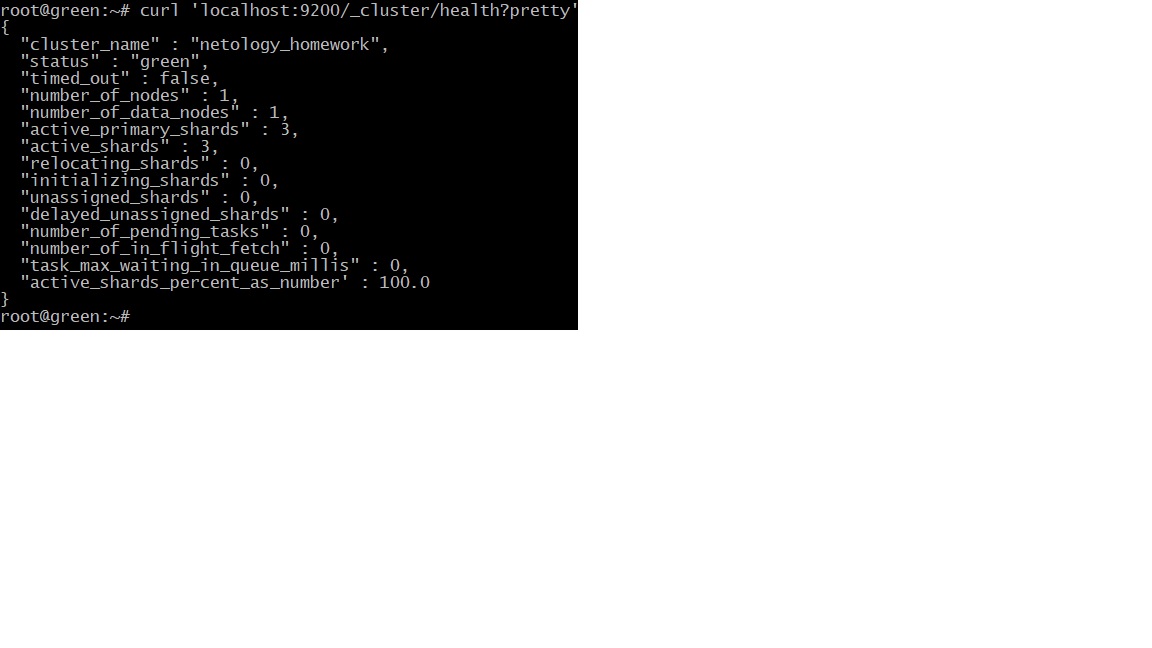 root@green:~# curl 'localhost:9200/_cluster/health?pretty'
{
  "cluster_name" : "netology_homework",
  "status" : "green",
  "timed_out" : false,
  "number_of_nodes" : 1,
  "number_of_data_nodes" : 1,
  "active_primary_shards" : 3,
  "active_shards" : 3,
  "relocating_shards" : 0,
  "initializing_shards" : 0,
  "unassigned_shards" : 0,
  "delayed_unassigned_shards" : 0,
  "number_of_pending_tasks" : 0,
  "number_of_in_flight_fetch" : 0,
  "task_max_waiting_in_queue_millis" : 0,
  "active_shards_percent_as_number' : 100.0
}
root@green:~#